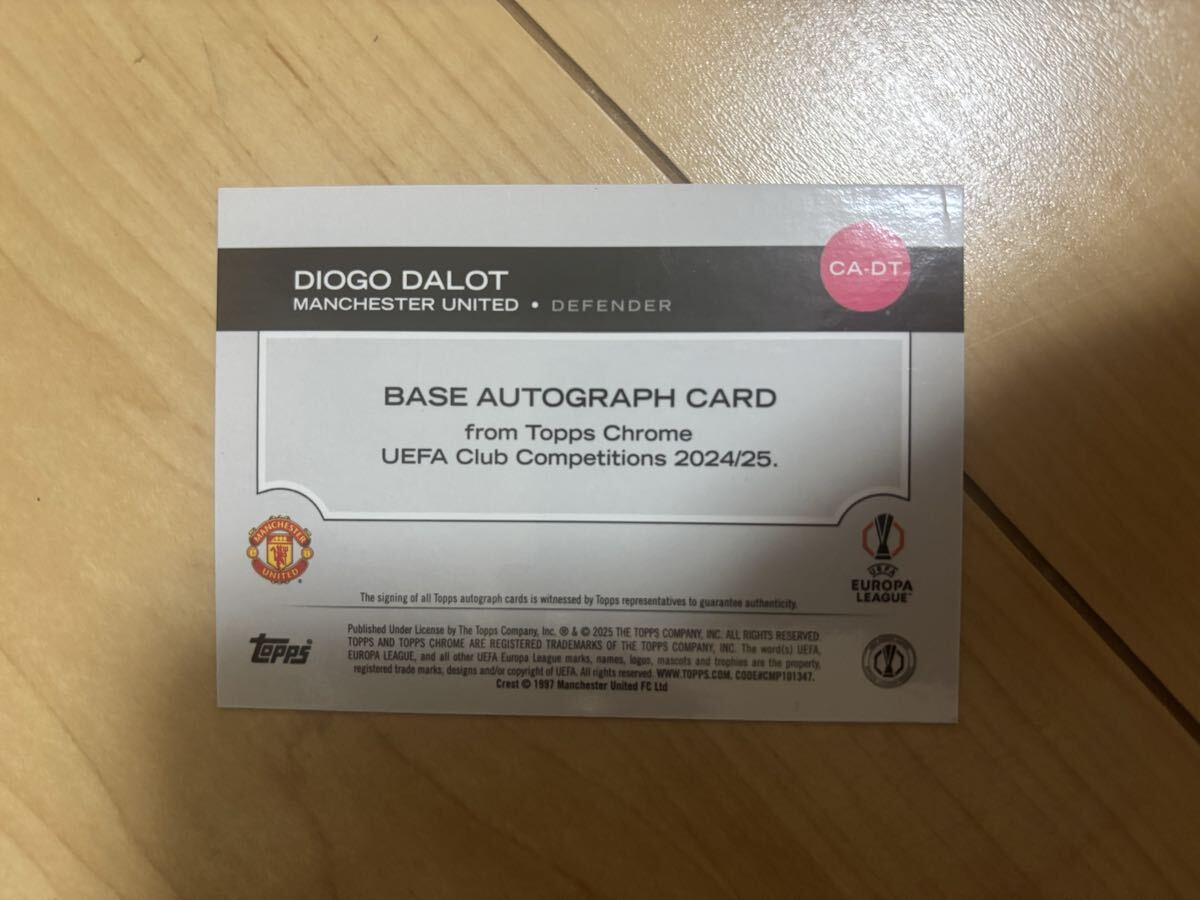 DIOGO DALOT
MANCHESTER UNITED • DEFENDER
CA-DT
BASE AUTOGRAPH CARD
from Topps Chrome
UEFA Club Competitions 2024/25.
MANCHESTER
UNITED
UEFA
EUROPA
LEAGUE™
The signing of all Topps autograph cards is witnessed by Topps representatives to guarantee authenticity.
topps
Published Under License by The Topps Company, Inc. ® & © 2025 THE TOPPS COMPANY, INC. ALL RIGHTS RESERVED.
TOPPS AND TOPPS CHROME ARE REGISTERED TRADEMARKS OF THE TOPPS COMPANY, INC. The word(s) UEFA,
EUROPA LEAGUE, and all other UEFA Europa League marks, names, logos, mascots and trophies are the property,
registered trade marks, designs and/or copyright of UEFA. All rights reserved. WWW.TOPPS.COM. CODE#CMP101347.
Crest © 1997 Manchester United FC Ltd